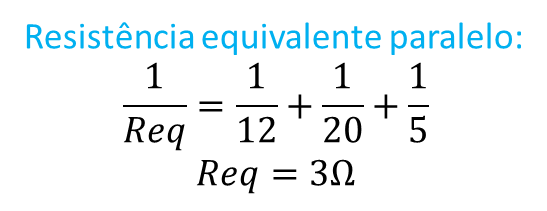 Resistência equivalente paralelo:
1/Req = 1/12 + 1/20 + 1/5
Req = 3Ω